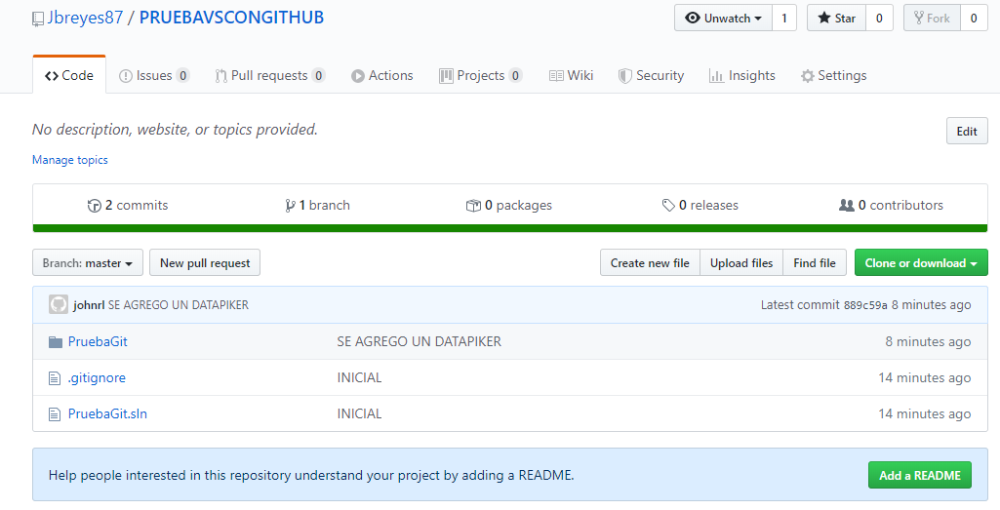 Jbreyes87 / PRUEBAVSCONGITHUB
Unwatch 1 Star 0 Fork 0
Code Issues 0 Pull requests 0 Actions Projects 0 Wiki Security Insights Settings
No description, website, or topics provided.
Edit
Manage topics
2 commits 1 branch 0 packages 0 releases 0 contributors
Branch: master New pull request Create new file Upload files Find file Clone or download
johnrl SE AGREGO UN DATAPIKER Latest commit 889c59a 8 minutes ago
PruebaGit SE AGREGO UN DATAPIKER 8 minutes ago
.gitignore INICIAL 14 minutes ago
PruebaGit.sln INICIAL 14 minutes ago
Help people interested in this repository understand your project by adding a README. Add a README